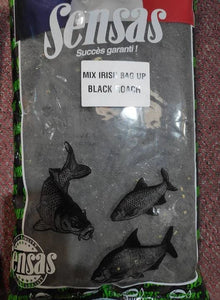 Sensas
Succès garanti !
MIX IRISH BAG UP
BLACK ROACH
Sensas